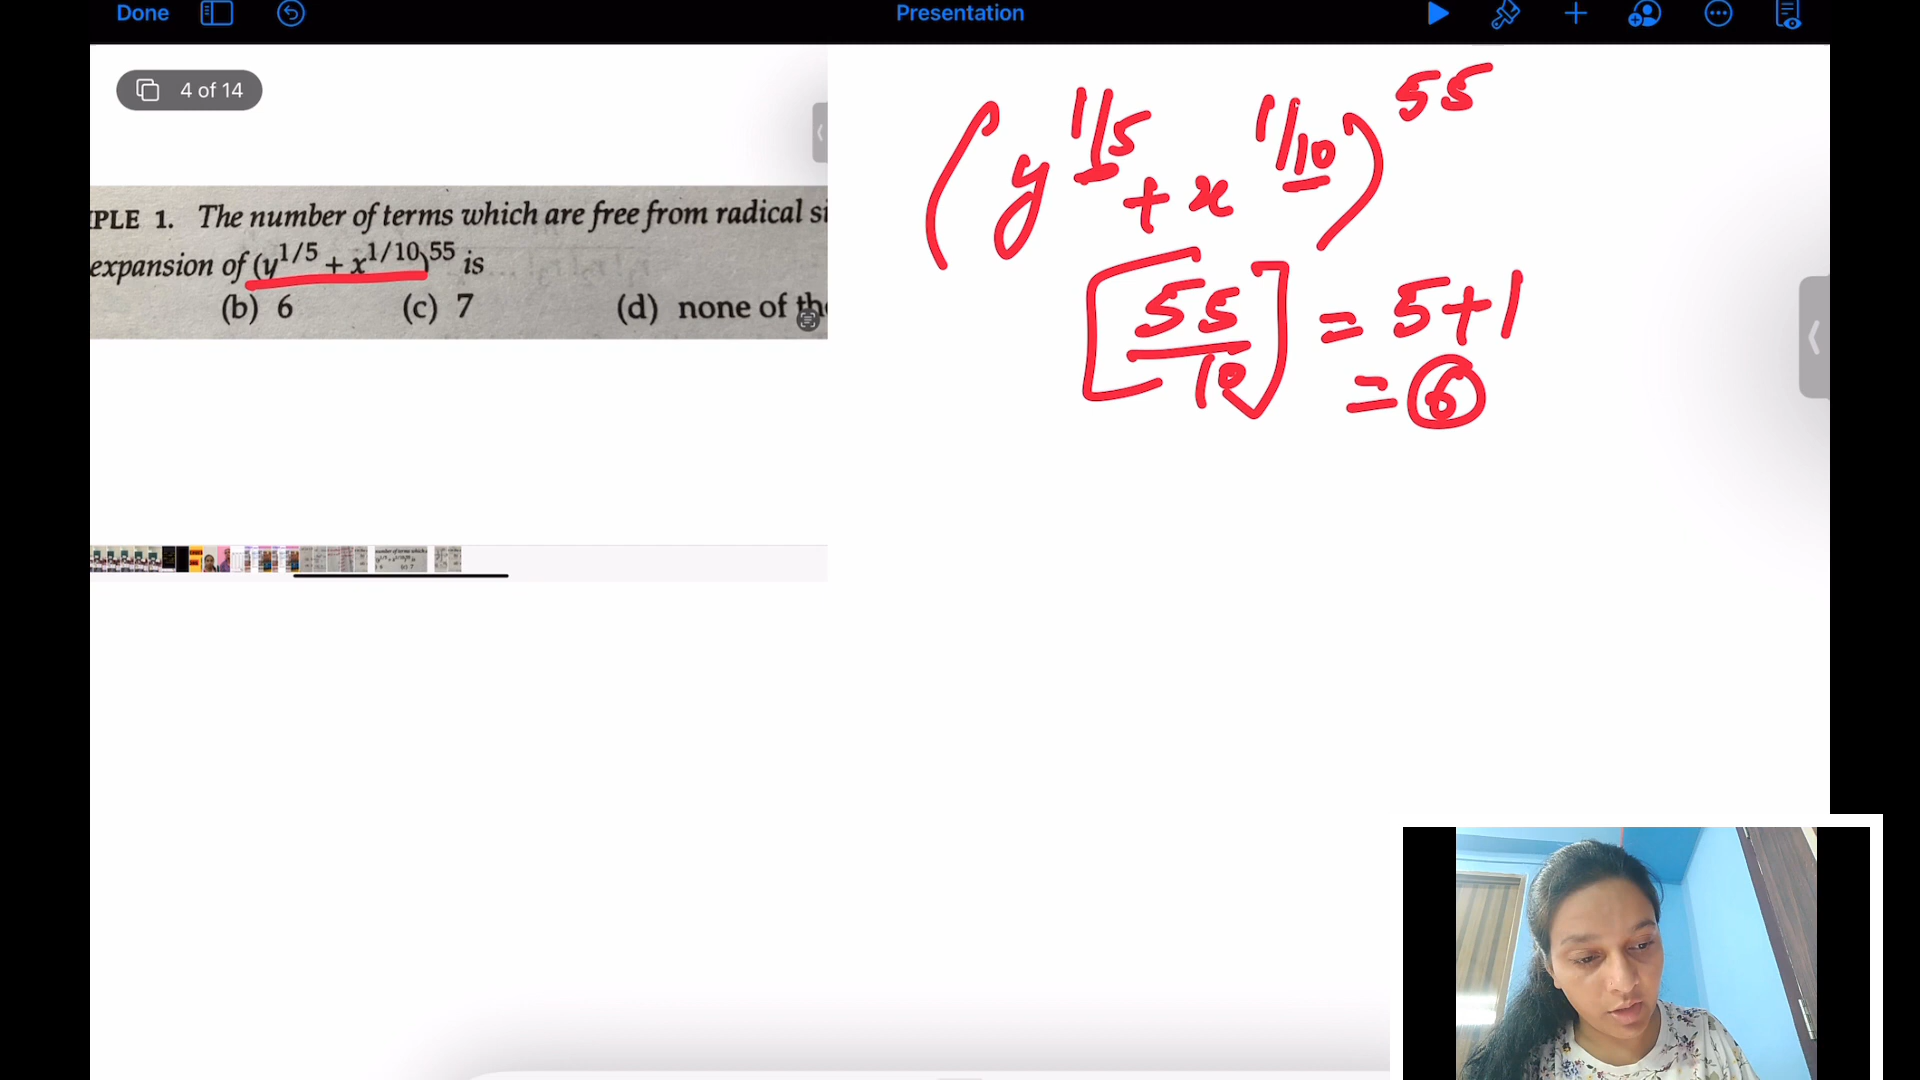 Done
Presentation
4 of 14
IPLE 1. The number of terms which are free from radical si
expansion of (y^1/5 + x^1/10)^55 is
(b) 6 (c) 7 (d) none of th
(y^1/5 + x^1/10)^55
[55/10] = 5+1
= 6